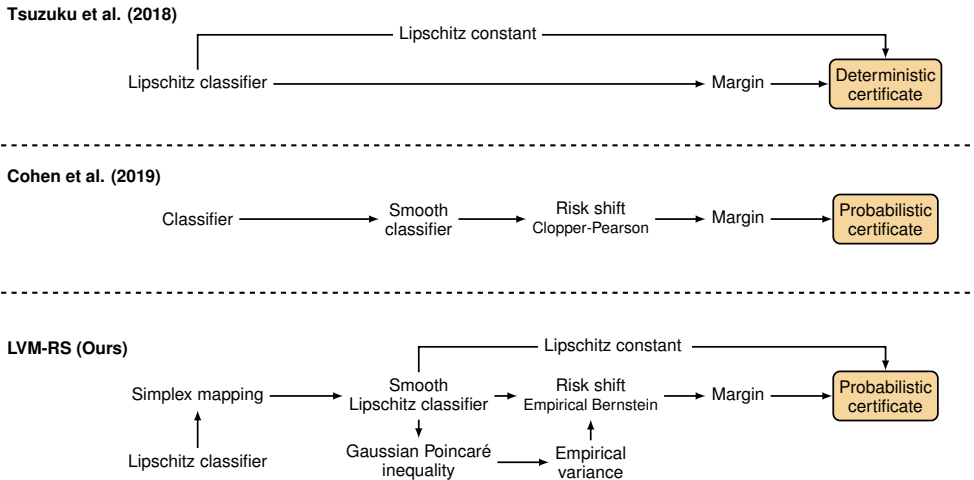 Tsuzuku et al. (2018)
Lipschitz constant
Lipschitz classifier
Margin
Deterministic
certificate
Cohen et al. (2019)
Classifier
Smooth
classifier
Risk shift
Clopper-Pearson
Margin
Probabilistic
certificate
LVM-RS (Ours)
Lipschitz constant
Simplex mapping
Smooth
Lipschitz classifier
Risk shift
Empirical Bernstein
Margin
Probabilistic
certificate
Lipschitz classifier
Gaussian Poincaré
inequality
Empirical
variance